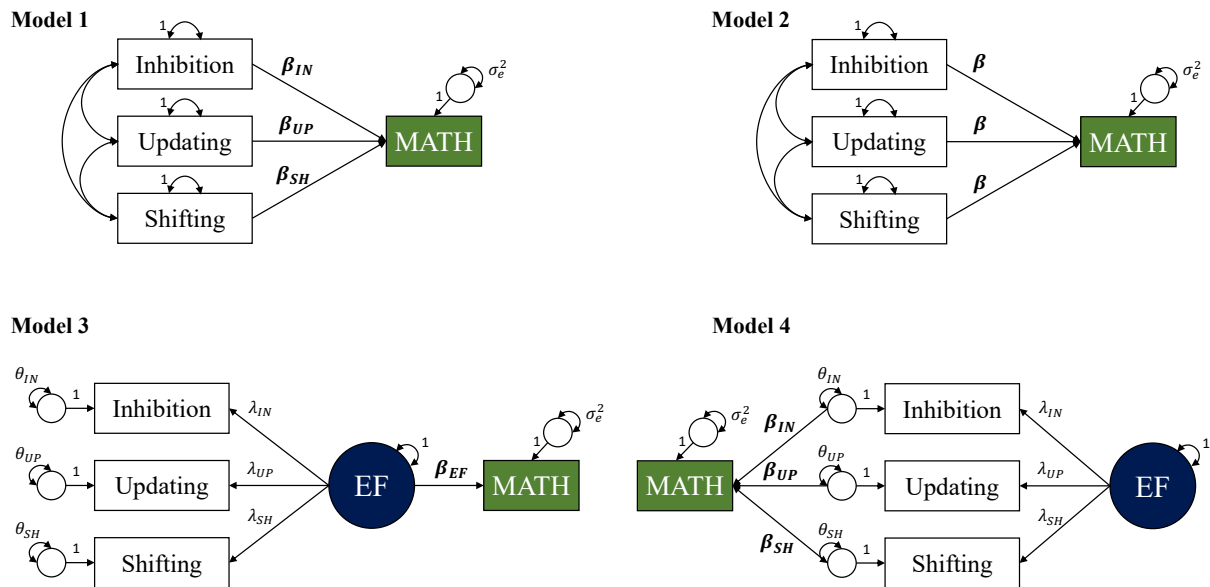 Model 1
1
Inhibition
β_IN
1
Updating
β_UP
1
Shifting
β_SH
σ_e^2
1
MATH
Model 2
1
Inhibition
β
1
Updating
β
1
Shifting
β
σ_e^2
1
MATH
Model 3
θ_IN
1
Inhibition
λ_IN
θ_UP
1
Updating
λ_UP
θ_SH
1
Shifting
λ_SH
EF
1
β_EF
σ_e^2
1
MATH
Model 4
σ_e^2
1
MATH
β_IN
β_UP
β_SH
θ_IN
1
Inhibition
λ_IN
θ_UP
1
Updating
λ_UP
θ_SH
1
Shifting
λ_SH
EF
1